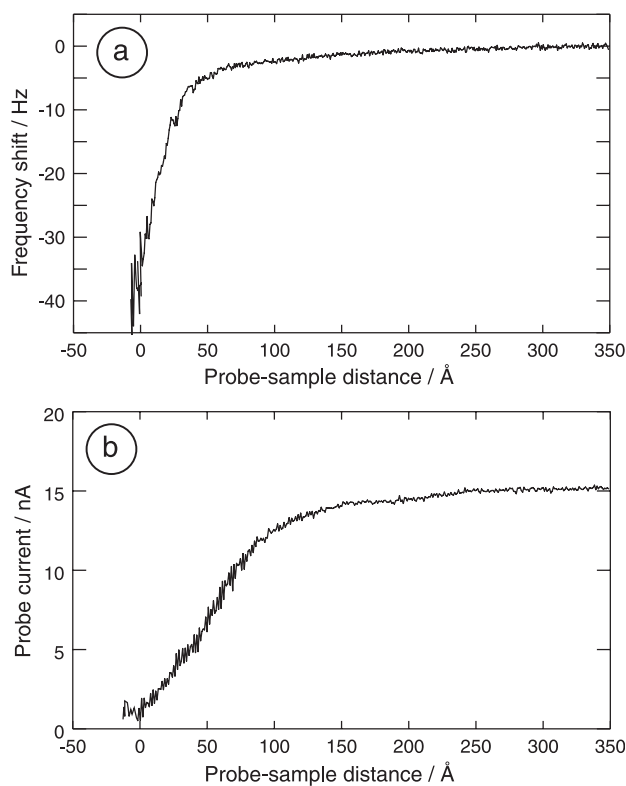 a
0
-10
-20
-30
-40
Frequency shift / Hz
-50 0 50 100 150 200 250 300 350
Probe-sample distance / Å
b
20
15
10
5
0
Probe current / nA
-50 0 50 100 150 200 250 300 350
Probe-sample distance / Å